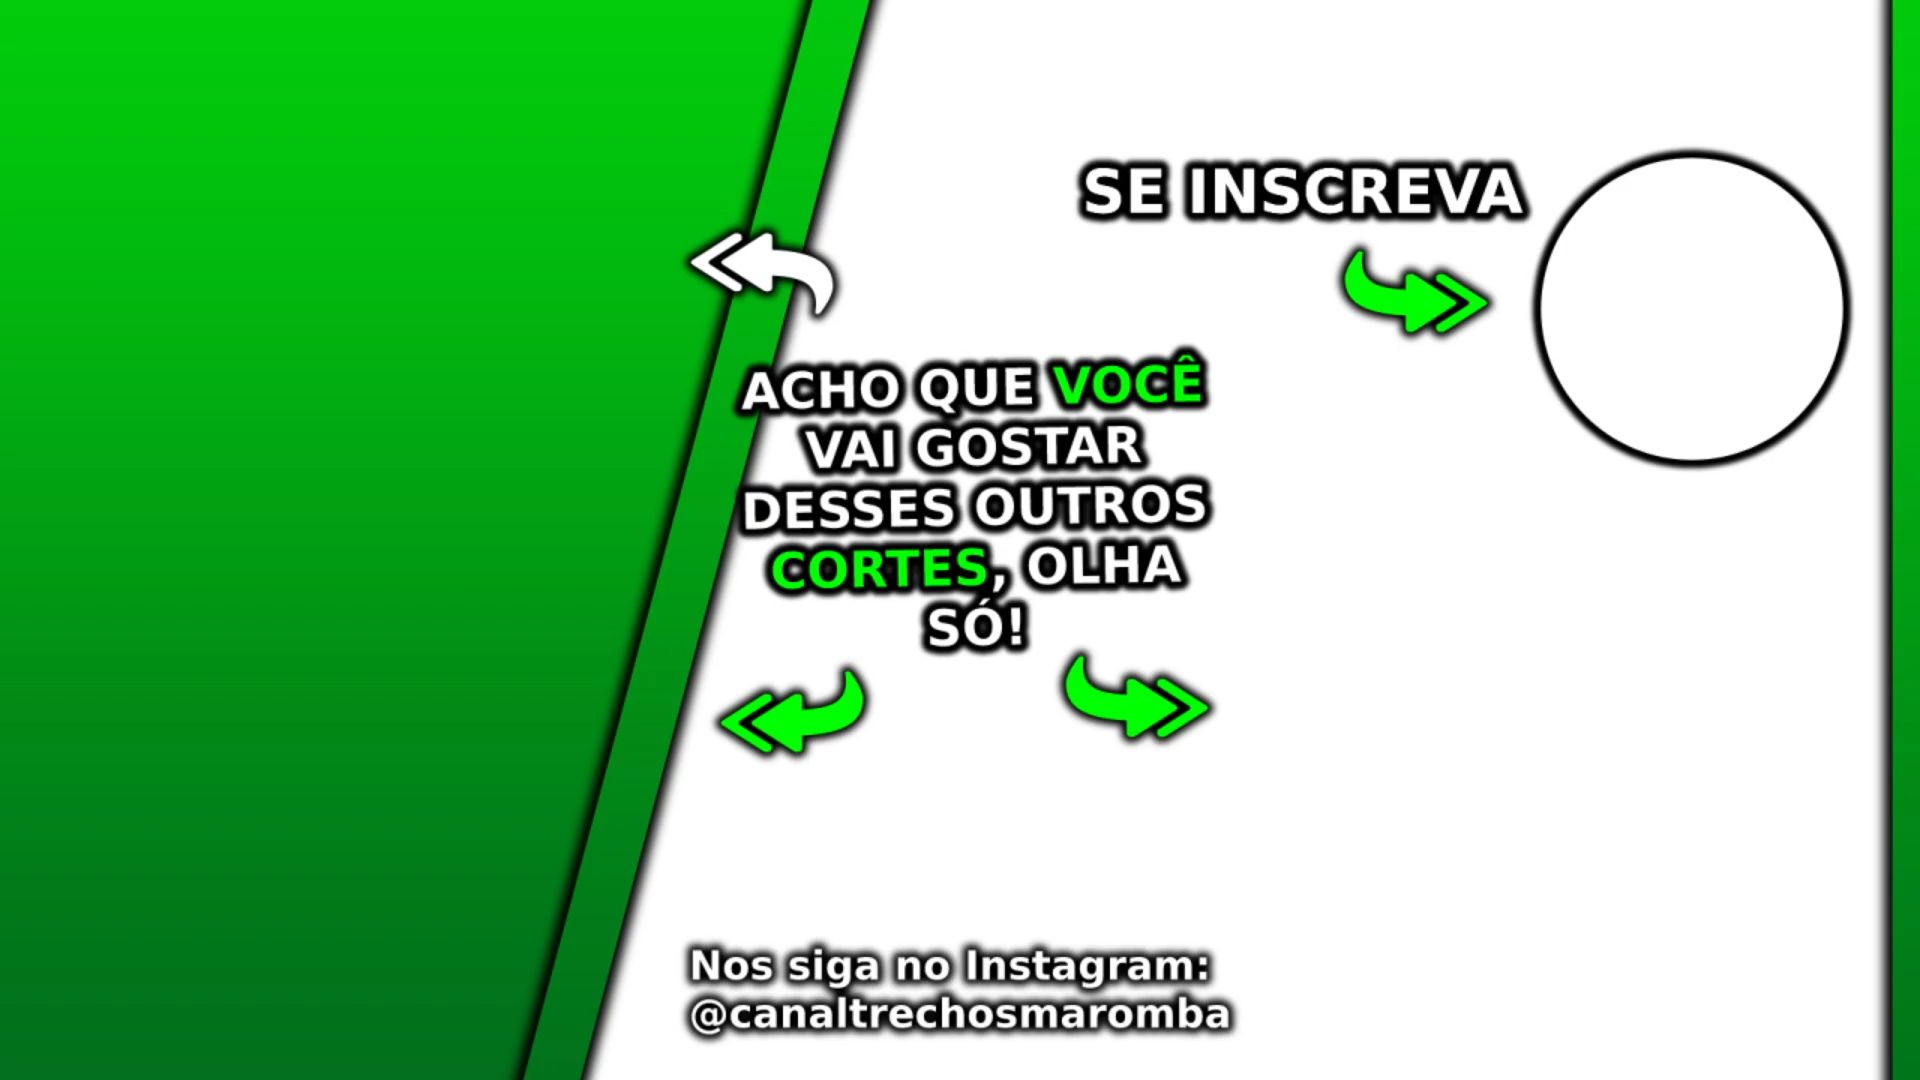 SE INSCREVA
ACHO QUE VOCÊ
VAI GOSTAR
DESSES OUTROS
CORTES, OLHA
SÓ!
Nos siga no Instagram:
@canaltrechosmaromba